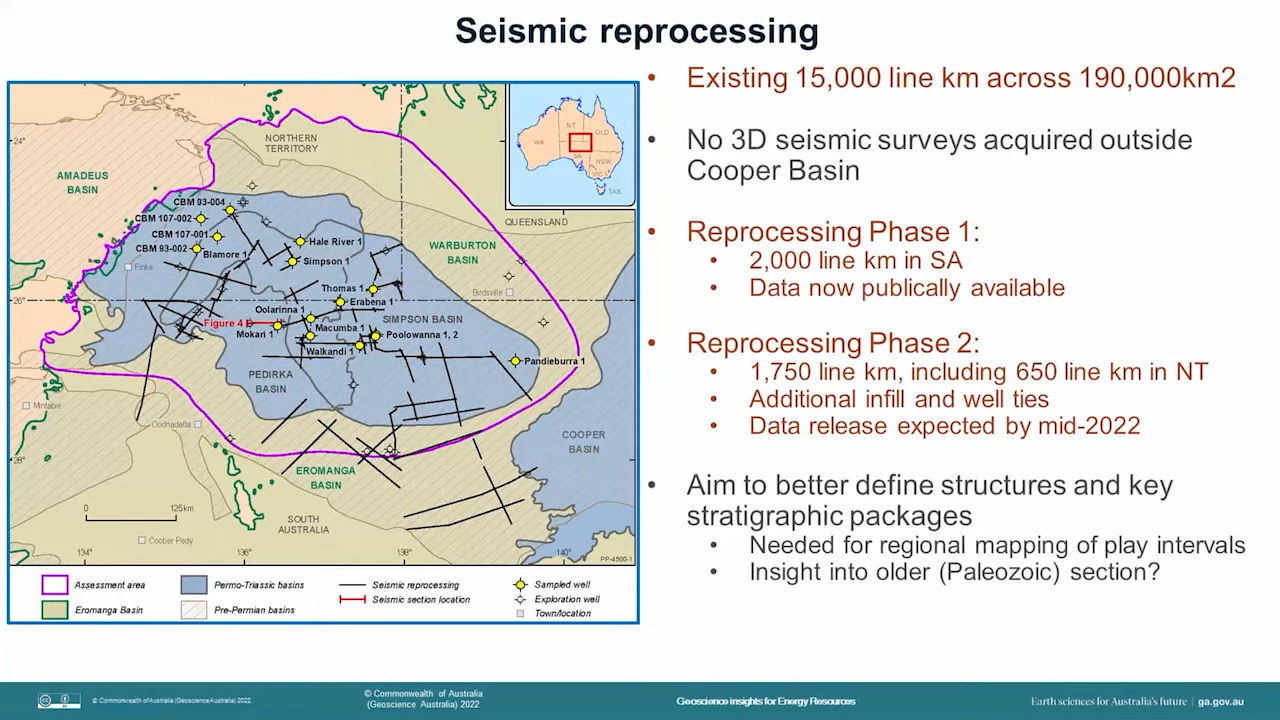 Seismic reprocessing
• Existing 15,000 line km across 190,000km2
• No 3D seismic surveys acquired outside
Cooper Basin
• Reprocessing Phase 1:
• 2,000 line km in SA
• Data now publically available
• Reprocessing Phase 2:
• 1,750 line km, including 650 line km in NT
• Additional infill and well ties
• Data release expected by mid-2022
• Aim to better define structures and key
stratigraphic packages
• Needed for regional mapping of play intervals
• Insight into older (Paleozoic) section?
24°
NORTHERN
TERRITORY
NT
QLD
WA
SA
NSW
VIC
TAS
AMADEUS
BASIN
CBM 93-004
CBM 107-002
QUEENSLAND
CBM 107-001
Hale River 1
CBM 93-002
Blamore 1
WARBURTON
BASIN
Simpson 1
Finke
Thomas 1
Birdsville
26°
Erabena 1
Oolarinna 1
Figure 4
SIMPSON BASIN
Mokari 1
Macumba 1
Poolowanna 1, 2
Walkandi 1
Pandieburra 1
PEDIRKA
BASIN
Mintabie
Oodnadatta
COOPER
BASIN
28°
EROMANGA
BASIN
0
125km
SOUTH
AUSTRALIA
Coober Pedy
134°
136°
138°
140°
PP-4500-1
Assessment area
Permo-Triassic basins
Seismic reprocessing
Sampled well
Seismic section location
Exploration well
Eromanga Basin
Pre-Permian basins
Town/location
© Commonwealth of Australia (Geoscience Australia) 2022
© Commonwealth of Australia
(Geoscience Australia) 2022
Geoscience insights for Energy Resources
Earth sciences for Australia's future | ga.gov.au